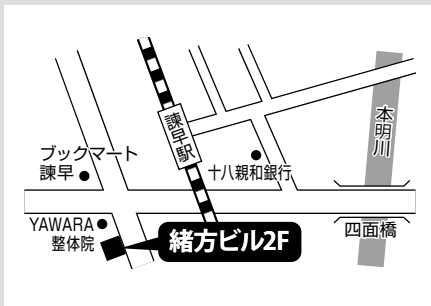 諫早駅
本明川
ブックマート
諫早
十八親和銀行
YAWARA
整体院
緒方ビル2F
四面橋